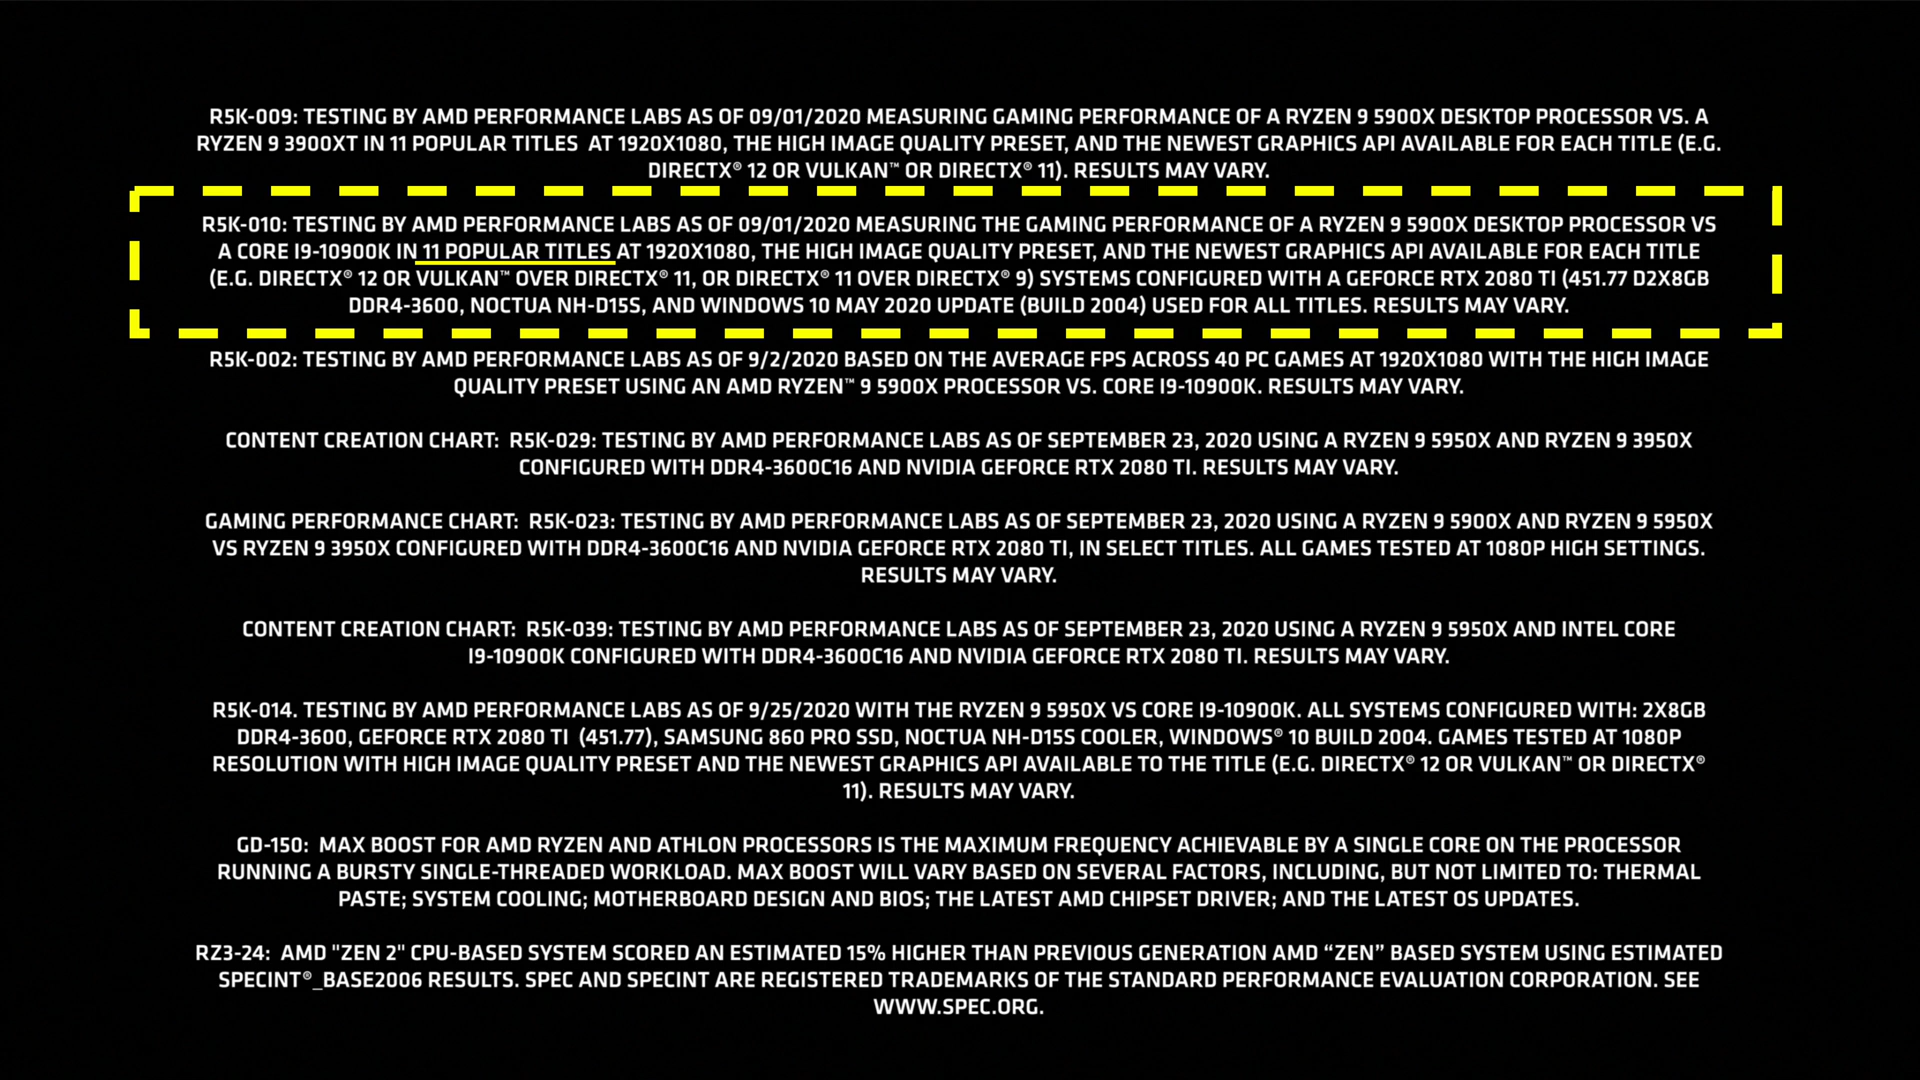 R5K-009: TESTING BY AMD PERFORMANCE LABS AS OF 09/01/2020 MEASURING GAMING PERFORMANCE OF A RYZEN 9 5900X DESKTOP PROCESSOR VS. A
RYZEN 9 3900XT IN 11 POPULAR TITLES AT 1920X1080, THE HIGH IMAGE QUALITY PRESET, AND THE NEWEST GRAPHICS API AVAILABLE FOR EACH TITLE (E.G.
DIRECTX® 12 OR VULKAN™ OR DIRECTX® 11). RESULTS MAY VARY.
R5K-010: TESTING BY AMD PERFORMANCE LABS AS OF 09/01/2020 MEASURING THE GAMING PERFORMANCE OF A RYZEN 9 5900X DESKTOP PROCESSOR VS
A CORE I9-10900K IN 11 POPULAR TITLES AT 1920X1080, THE HIGH IMAGE QUALITY PRESET, AND THE NEWEST GRAPHICS API AVAILABLE FOR EACH TITLE
(E.G. DIRECTX® 12 OR VULKAN™ OVER DIRECTX® 11, OR DIRECTX® 11 OVER DIRECTX® 9) SYSTEMS CONFIGURED WITH A GEFORCE RTX 2080 TI (451.77 D2X8GB
DDR4-3600, NOCTUA NH-D15S, AND WINDOWS 10 MAY 2020 UPDATE (BUILD 2004) USED FOR ALL TITLES. RESULTS MAY VARY.
R5K-002: TESTING BY AMD PERFORMANCE LABS AS OF 9/2/2020 BASED ON THE AVERAGE FPS ACROSS 40 PC GAMES AT 1920X1080 WITH THE HIGH IMAGE
QUALITY PRESET USING AN AMD RYZEN™ 9 5900X PROCESSOR VS. CORE I9-10900K. RESULTS MAY VARY.
CONTENT CREATION CHART: R5K-029: TESTING BY AMD PERFORMANCE LABS AS OF SEPTEMBER 23, 2020 USING A RYZEN 9 5950X AND RYZEN 9 3950X
CONFIGURED WITH DDR4-3600C16 AND NVIDIA GEFORCE RTX 2080 TI. RESULTS MAY VARY.
GAMING PERFORMANCE CHART: R5K-023: TESTING BY AMD PERFORMANCE LABS AS OF SEPTEMBER 23, 2020 USING A RYZEN 9 5900X AND RYZEN 9 5950X
VS RYZEN 9 3950X CONFIGURED WITH DDR4-3600C16 AND NVIDIA GEFORCE RTX 2080 TI, IN SELECT TITLES. ALL GAMES TESTED AT 1080P HIGH SETTINGS.
RESULTS MAY VARY.
CONTENT CREATION CHART: R5K-039: TESTING BY AMD PERFORMANCE LABS AS OF SEPTEMBER 23, 2020 USING A RYZEN 9 5950X AND INTEL CORE
I9-10900K CONFIGURED WITH DDR4-3600C16 AND NVIDIA GEFORCE RTX 2080 TI. RESULTS MAY VARY.
R5K-014. TESTING BY AMD PERFORMANCE LABS AS OF 9/25/2020 WITH THE RYZEN 9 5950X VS CORE I9-10900K. ALL SYSTEMS CONFIGURED WITH: 2X8GB
DDR4-3600, GEFORCE RTX 2080 TI (451.77), SAMSUNG 860 PRO SSD, NOCTUA NH-D15S COOLER, WINDOWS® 10 BUILD 2004. GAMES TESTED AT 1080P
RESOLUTION WITH HIGH IMAGE QUALITY PRESET AND THE NEWEST GRAPHICS API AVAILABLE TO THE TITLE (E.G. DIRECTX® 12 OR VULKAN™ OR DIRECTX®
11). RESULTS MAY VARY.
GD-150: MAX BOOST FOR AMD RYZEN AND ATHLON PROCESSORS IS THE MAXIMUM FREQUENCY ACHIEVABLE BY A SINGLE CORE ON THE PROCESSOR
RUNNING A BURSTY SINGLE-THREADED WORKLOAD. MAX BOOST WILL VARY BASED ON SEVERAL FACTORS, INCLUDING, BUT NOT LIMITED TO: THERMAL
PASTE; SYSTEM COOLING; MOTHERBOARD DESIGN AND BIOS; THE LATEST AMD CHIPSET DRIVER; AND THE LATEST OS UPDATES.
RZ3-24: AMD "ZEN 2" CPU-BASED SYSTEM SCORED AN ESTIMATED 15% HIGHER THAN PREVIOUS GENERATION AMD “ZEN” BASED SYSTEM USING ESTIMATED
SPECINT®_BASE2006 RESULTS. SPEC AND SPECINT ARE REGISTERED TRADEMARKS OF THE STANDARD PERFORMANCE EVALUATION CORPORATION. SEE
WWW.SPEC.ORG.